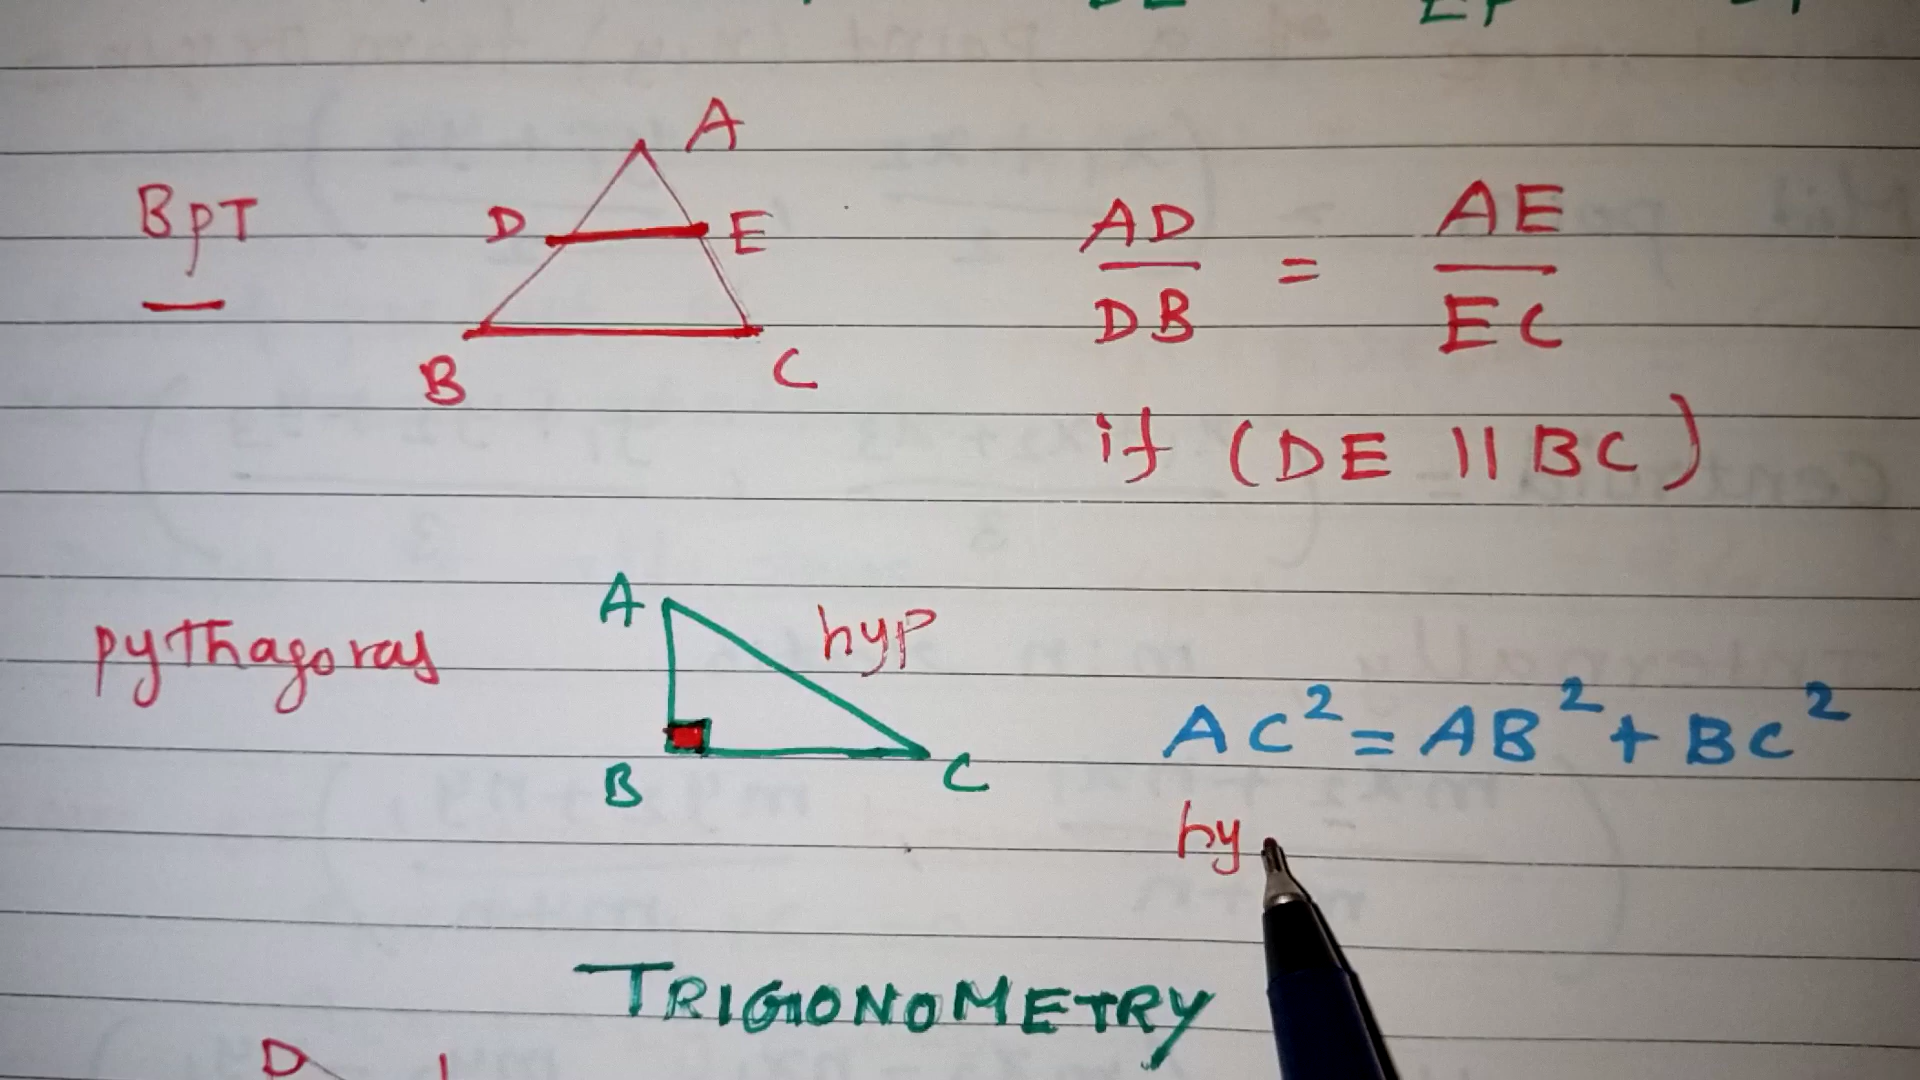 A
BPT
D E
AD/DB = AE/EC
B C
if (DE || BC)
A hyp
pythagoras
AC² = AB² + BC²
B C
hy
TRIGONOMETRY
D